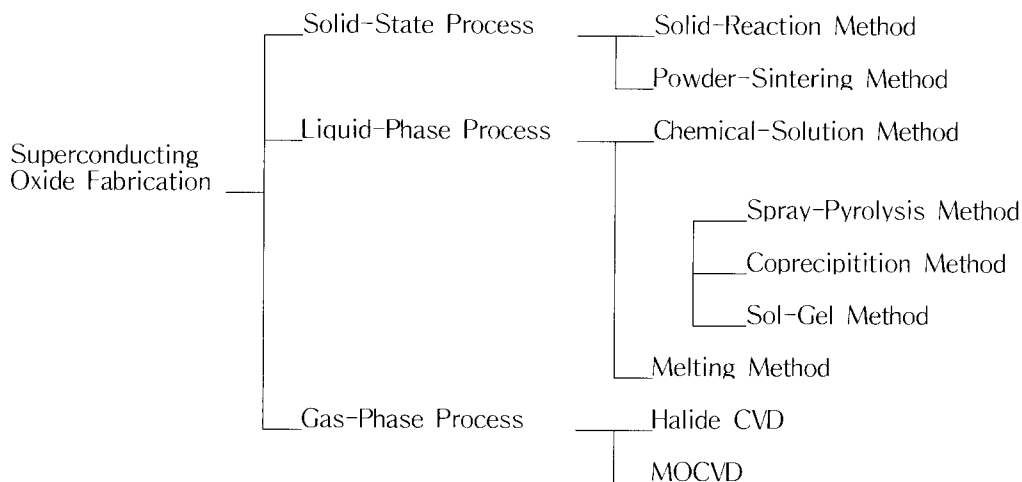 Solid-State Process
Solid-Reaction Method
Powder-Sintering Method
Liquid-Phase Process
Chemical-Solution Method
Superconducting
Oxide Fabrication
Spray-Pyrolysis Method
Coprecipitition Method
Sol-Gel Method
Melting Method
Gas-Phase Process
Halide CVD
MOCVD